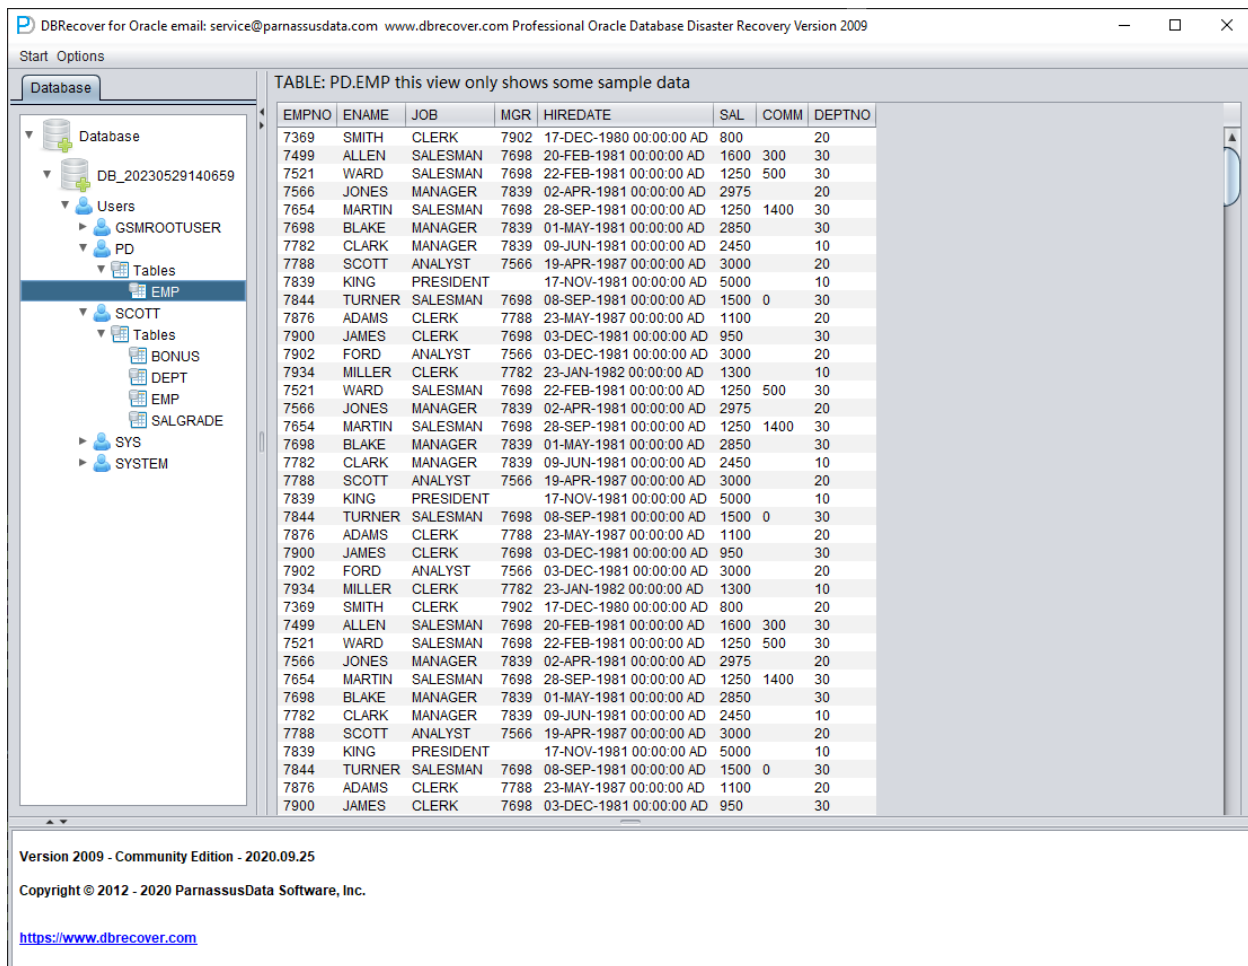 DBRecover for Oracle email: service@parnassusdata.com www.dbrecover.com Professional Oracle Database Disaster Recovery Version 2009
Start Options
Database
Database
DB_20230529140659
Users
GSMROOTUSER
PD
Tables
EMP
SCOTT
Tables
BONUS
DEPT
EMP
SALGRADE
SYS
SYSTEM
TABLE: PD.EMP this view only shows some sample data
EMPNO ENAME JOB MGR HIREDATE SAL COMM DEPTNO
7369 SMITH CLERK 7902 17-DEC-1980 00:00:00 AD 800 20
7499 ALLEN SALESMAN 7698 20-FEB-1981 00:00:00 AD 1600 300 30
7521 WARD SALESMAN 7698 22-FEB-1981 00:00:00 AD 1250 500 30
7566 JONES MANAGER 7839 02-APR-1981 00:00:00 AD 2975 20
7654 MARTIN SALESMAN 7698 28-SEP-1981 00:00:00 AD 1250 1400 30
7698 BLAKE MANAGER 7839 01-MAY-1981 00:00:00 AD 2850 30
7782 CLARK MANAGER 7839 09-JUN-1981 00:00:00 AD 2450 10
7788 SCOTT ANALYST 7566 19-APR-1987 00:00:00 AD 3000 20
7839 KING PRESIDENT 17-NOV-1981 00:00:00 AD 5000 10
7844 TURNER SALESMAN 7698 08-SEP-1981 00:00:00 AD 1500 0 30
7876 ADAMS CLERK 7788 23-MAY-1987 00:00:00 AD 1100 20
7900 JAMES CLERK 7698 03-DEC-1981 00:00:00 AD 950 30
7902 FORD ANALYST 7566 03-DEC-1981 00:00:00 AD 3000 20
7934 MILLER CLERK 7782 23-JAN-1982 00:00:00 AD 1300 10
7521 WARD SALESMAN 7698 22-FEB-1981 00:00:00 AD 1250 500 30
7566 JONES MANAGER 7839 02-APR-1981 00:00:00 AD 2975 20
7654 MARTIN SALESMAN 7698 28-SEP-1981 00:00:00 AD 1250 1400 30
7698 BLAKE MANAGER 7839 01-MAY-1981 00:00:00 AD 2850 30
7782 CLARK MANAGER 7839 09-JUN-1981 00:00:00 AD 2450 10
7788 SCOTT ANALYST 7566 19-APR-1987 00:00:00 AD 3000 20
7839 KING PRESIDENT 17-NOV-1981 00:00:00 AD 5000 10
7844 TURNER SALESMAN 7698 08-SEP-1981 00:00:00 AD 1500 0 30
7876 ADAMS CLERK 7788 23-MAY-1987 00:00:00 AD 1100 20
7900 JAMES CLERK 7698 03-DEC-1981 00:00:00 AD 950 30
7902 FORD ANALYST 7566 03-DEC-1981 00:00:00 AD 3000 20
7934 MILLER CLERK 7782 23-JAN-1982 00:00:00 AD 1300 10
7369 SMITH CLERK 7902 17-DEC-1980 00:00:00 AD 800 20
7499 ALLEN SALESMAN 7698 20-FEB-1981 00:00:00 AD 1600 300 30
7521 WARD SALESMAN 7698 22-FEB-1981 00:00:00 AD 1250 500 30
7566 JONES MANAGER 7839 02-APR-1981 00:00:00 AD 2975 20
7654 MARTIN SALESMAN 7698 28-SEP-1981 00:00:00 AD 1250 1400 30
7698 BLAKE MANAGER 7839 01-MAY-1981 00:00:00 AD 2850 30
7782 CLARK MANAGER 7839 09-JUN-1981 00:00:00 AD 2450 10
7788 SCOTT ANALYST 7566 19-APR-1987 00:00:00 AD 3000 20
7839 KING PRESIDENT 17-NOV-1981 00:00:00 AD 5000 10
7844 TURNER SALESMAN 7698 08-SEP-1981 00:00:00 AD 1500 0 30
7876 ADAMS CLERK 7788 23-MAY-1987 00:00:00 AD 1100 20
7900 JAMES CLERK 7698 03-DEC-1981 00:00:00 AD 950 30
Version 2009 - Community Edition - 2020.09.25
Copyright © 2012 - 2020 ParnassusData Software, Inc.
https://www.dbrecover.com